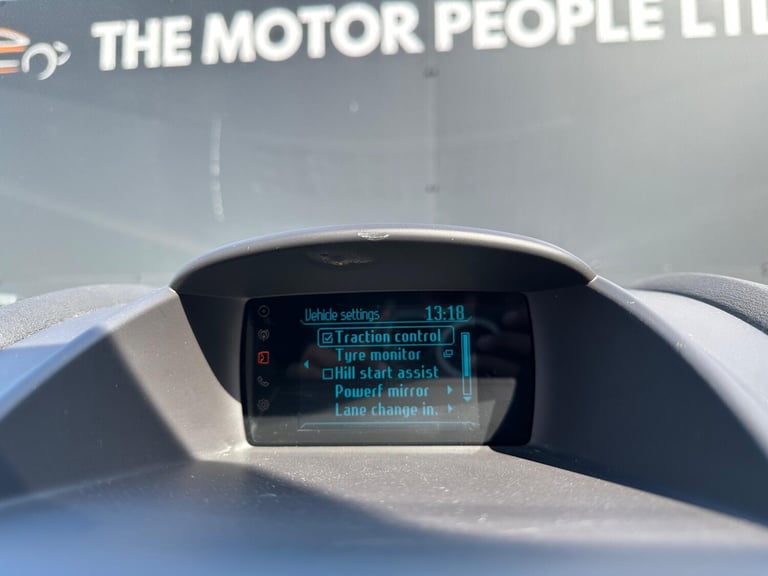 THE MOTOR PEOPLE LTD
Vehicle settings 13:18
Traction control
Tyre monitor
Hill start assist
Powerf mirror
Lane change in.